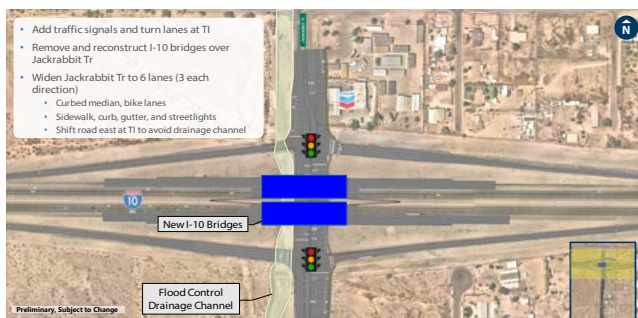 • Add traffic signals and turn lanes at TI
• Remove and reconstruct I-10 bridges over
Jackrabbit Tr
• Widen Jackrabbit Tr to 6 lanes (3 each
direction)
• Curbed median, bike lanes
• Sidewalk, curb, gutter, and streetlights
• Shift road east at TI to avoid drainage channel
N
10
New I-10 Bridges
Flood Control
Drainage Channel
Preliminary, Subject to Change